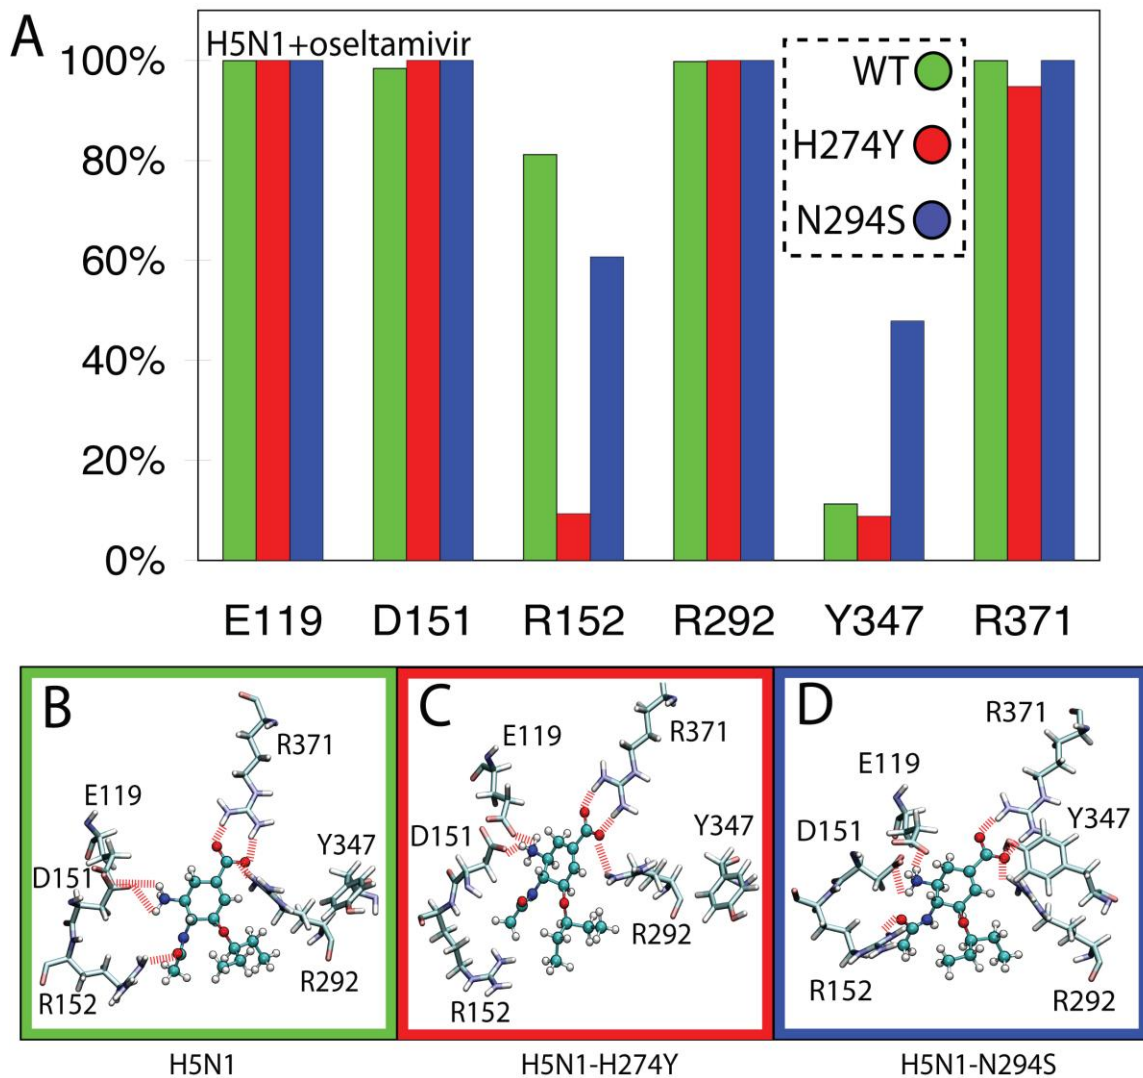 A
H5N1+oseltamivir
100%
80%
60%
40%
20%
0%
WT
H274Y
N294S
E119 D151 R152 R292 Y347 R371
B
R371
E119
D151
Y347
R152
R292
H5N1
C
E119
R371
D151
Y347
R292
R152
H5N1-H274Y
D
R371
E119
D151
Y347
R152
R292
H5N1-N294S